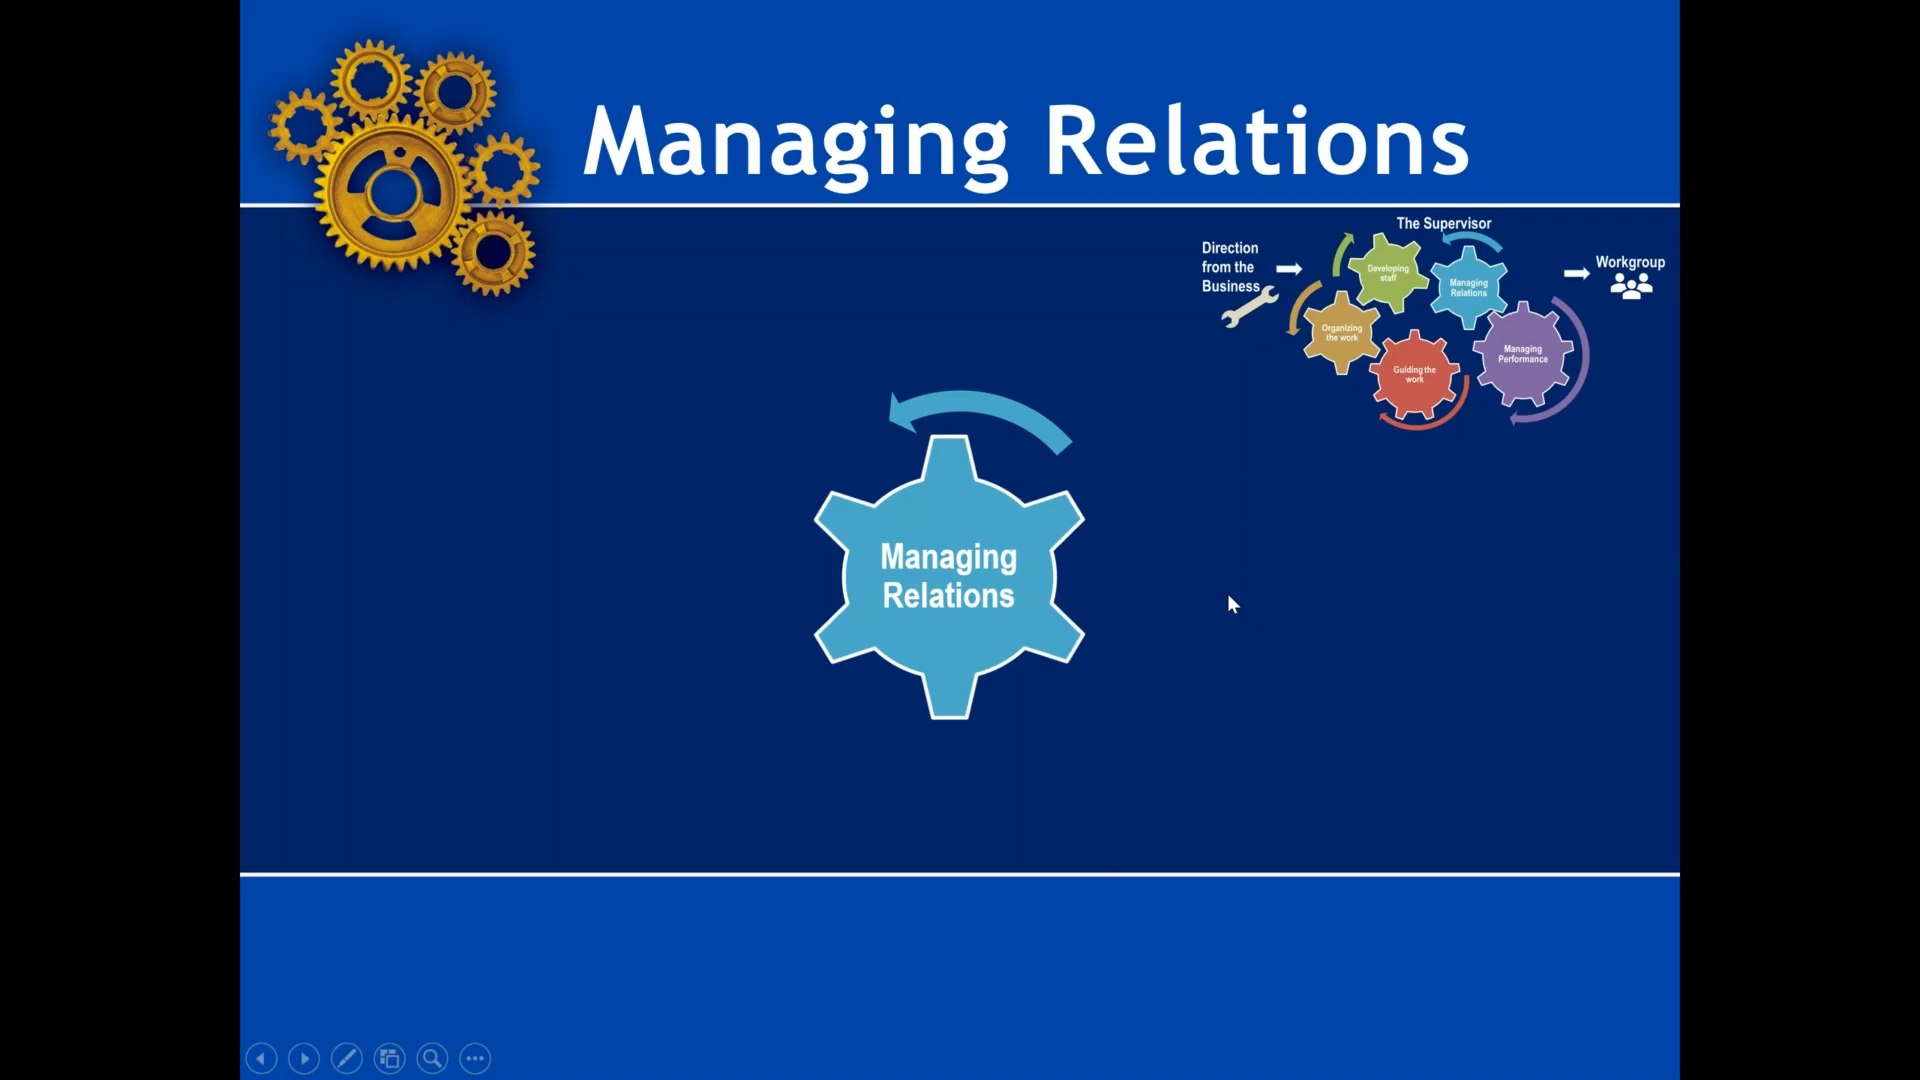 Managing Relations
The Supervisor
Direction
from the
Business
Workgroup
Developing
staff
Managing
Relations
Organizing
the work
Guiding the
work
Managing
Performance
Managing
Relations